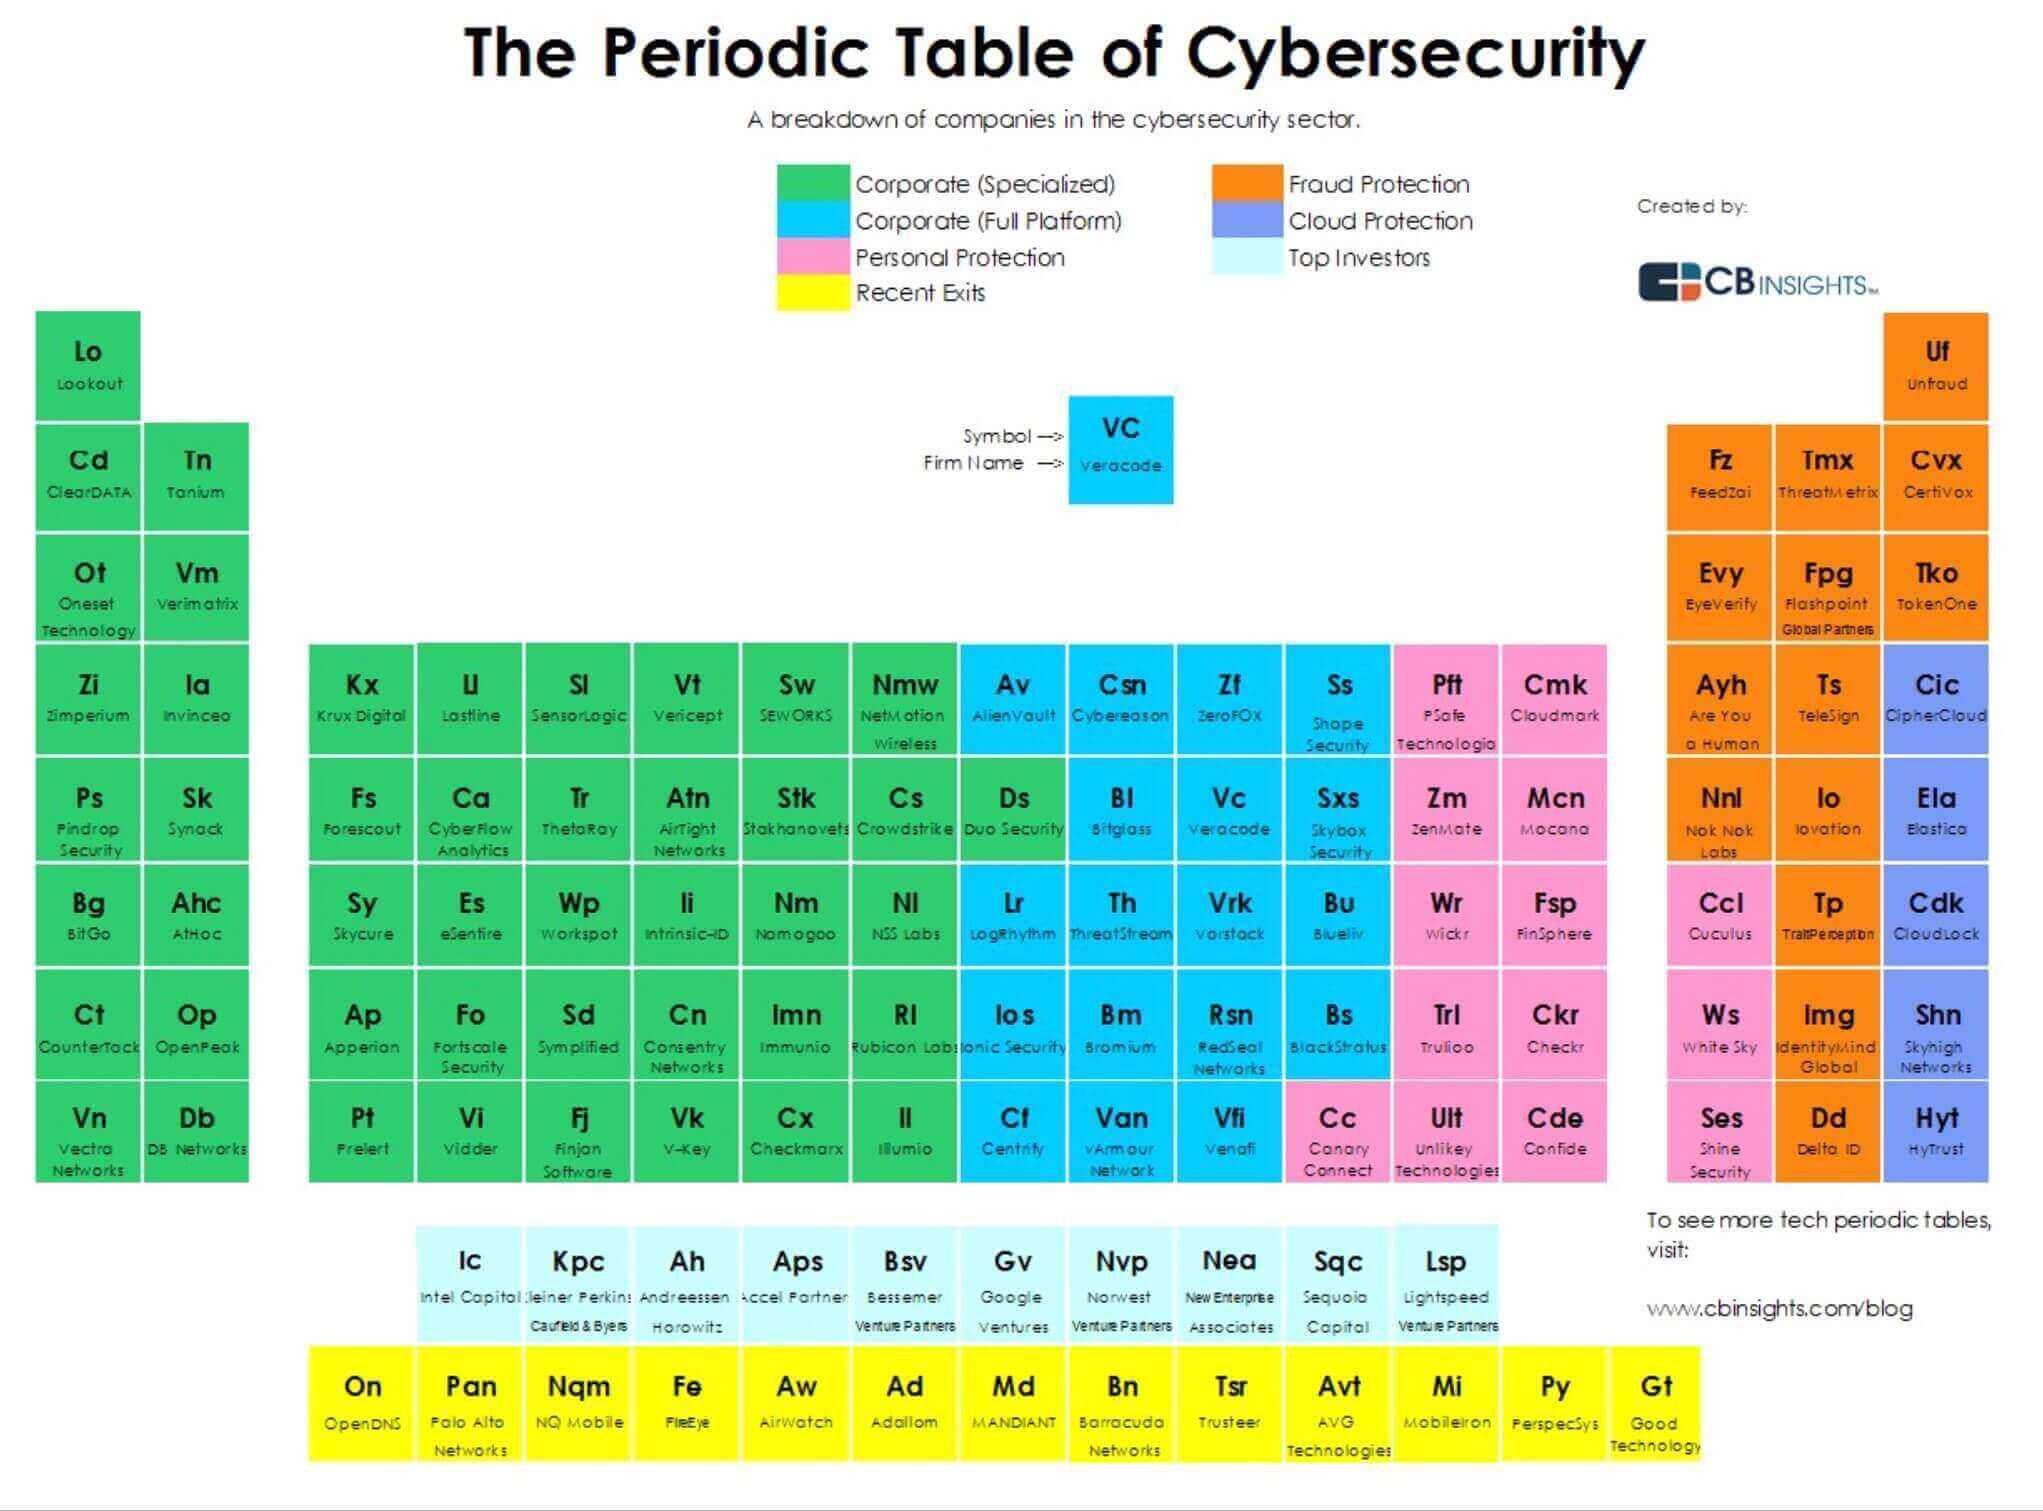 The Periodic Table of Cybersecurity
A breakdown of companies in the cybersecurity sector.
Corporate (Specialized)
Fraud Protection
Corporate (Full Platform)
Cloud Protection
Personal Protection
Top Investors
Recent Exits
Created by:
CBINSIGHTS
Lo
Lookout
Uf
Unfraud
Symbol -->
Firm Name -->
VC
Veracode
Cd
ClearDATA
Tn
Tanium
Fz
FeedZai
Tmx
ThreatMetrix
Cvx
CertiVox
Ot
Oneset
Technology
Vm
Verimatrix
Evy
EyeVerify
Fpg
Flashpoint
Global Partners
Tko
TokenOne
Zi
Zimperium
Ia
Invincea
Kx
Krux Digital
Ll
Lastline
Sl
SensorLogic
Vt
Vericept
Sw
SEWORKS
Nmw
NetMotion
Wireless
Av
AlienVault
Csn
Cybereason
Zf
ZeroFOX
Ss
Shape
Security
Pft
PSafe
Technologia
Cmk
Cloudmark
Ayh
Are You
a Human
Ts
TeleSign
Cic
CipherCloud
Ps
Pindrop
Security
Sk
Synack
Fs
Forescout
Ca
CyberFlow
Analytics
Tr
ThetaRay
Atn
AirTight
Networks
Stk
Stakhanovets
Cs
Crowdstrike
Ds
Duo Security
Bl
Bitglass
Vc
Veracode
Sxs
Skybox
Security
Zm
ZenMate
Mcn
Mocana
Nnl
Nok Nok
Labs
Io
Iovation
Ela
Elastica
Bg
BitGo
Ahc
AtHoc
Sy
Skycure
Es
eSentire
Wp
Workspot
Ii
Intrinsic-ID
Nm
Namogoo
Nl
NSS Labs
Lr
LogRhythm
Th
ThreatStream
Vrk
Vorstack
Bu
Blueliv
Wr
Wickr
Fsp
FinSphere
Ccl
Cuculus
Tp
TraitPerception
Cdk
CloudLock
Ct
CounterTack
Op
OpenPeak
Ap
Apperian
Fo
Fortscale
Security
Sd
Symplified
Cn
Consentry
Networks
Imn
Immunio
Rl
Rubicon Labs
Ios
Ionic Security
Bm
Bromium
Rsn
RedSeal
Networks
Bs
BlackStratus
Trl
Trulioo
Ckr
Checkr
Ws
White Sky
Img
IdentityMind
Global
Shn
Skyhigh
Networks
Vn
Vectra
Networks
Db
DB Networks
Pt
Prelert
Vi
Vidder
Fj
Finjan
Software
Vk
V-Key
Cx
Checkmarx
Il
Illumio
Cf
Centrify
Van
vArmour
Network
Vfi
Venafi
Cc
Canary
Connect
Ult
Unlikey
Technologies
Cde
Confide
Ses
Shine
Security
Dd
Delta ID
Hyt
HyTrust
Ic
Intel Capital
Kpc
Kleiner Perkins
Caufield & Byers
Ah
Andreessen
Horowitz
Aps
Accel Partner
Bsv
Bessemer
Venture Partners
Gv
Google
Ventures
Nvp
Norwest
Venture Partners
Nea
New Enterprise
Associates
Sqc
Sequoia
Capital
Lsp
Lightspeed
Venture Partners
To see more tech periodic tables,
visit:
www.cbinsights.com/blog
On
OpenDNS
Pan
Palo Alto
Networks
Nqm
NQ Mobile
Fe
FireEye
Aw
AirWatch
Ad
Adallom
Md
MANDIANT
Bn
Barracuda
Networks
Tsr
Trusteer
Avt
AVG
Technologies
Mi
MobileIron
Py
PerspecSys
Gt
Good
Technology